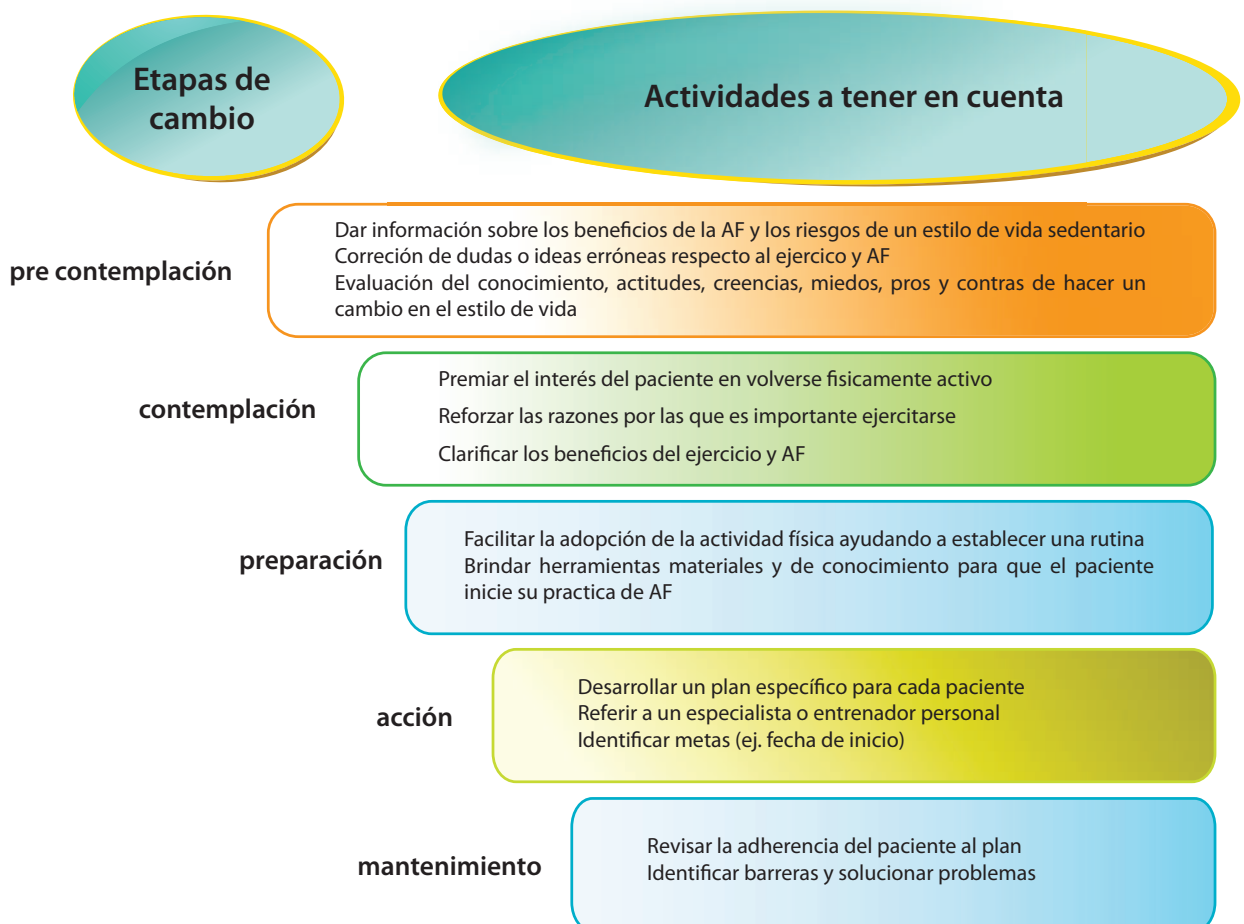 Etapas de
cambio
Actividades a tener en cuenta
pre contemplación
Dar información sobre los beneficios de la AF y los riesgos de un estilo de vida sedentario
Correción de dudas o ideas erróneas respecto al ejercico y AF
Evaluación del conocimiento, actitudes, creencias, miedos, pros y contras de hacer un
cambio en el estilo de vida
contemplación
Premiar el interés del paciente en volverse fisicamente activo
Reforzar las razones por las que es importante ejercitarse
Clarificar los beneficios del ejercicio y AF
preparación
Facilitar la adopción de la actividad física ayudando a establecer una rutina
Brindar herramientas materiales y de conocimiento para que el paciente
inicie su practica de AF
acción
Desarrollar un plan específico para cada paciente
Referir a un especialista o entrenador personal
Identificar metas (ej. fecha de inicio)
mantenimiento
Revisar la adherencia del paciente al plan
Identificar barreras y solucionar problemas